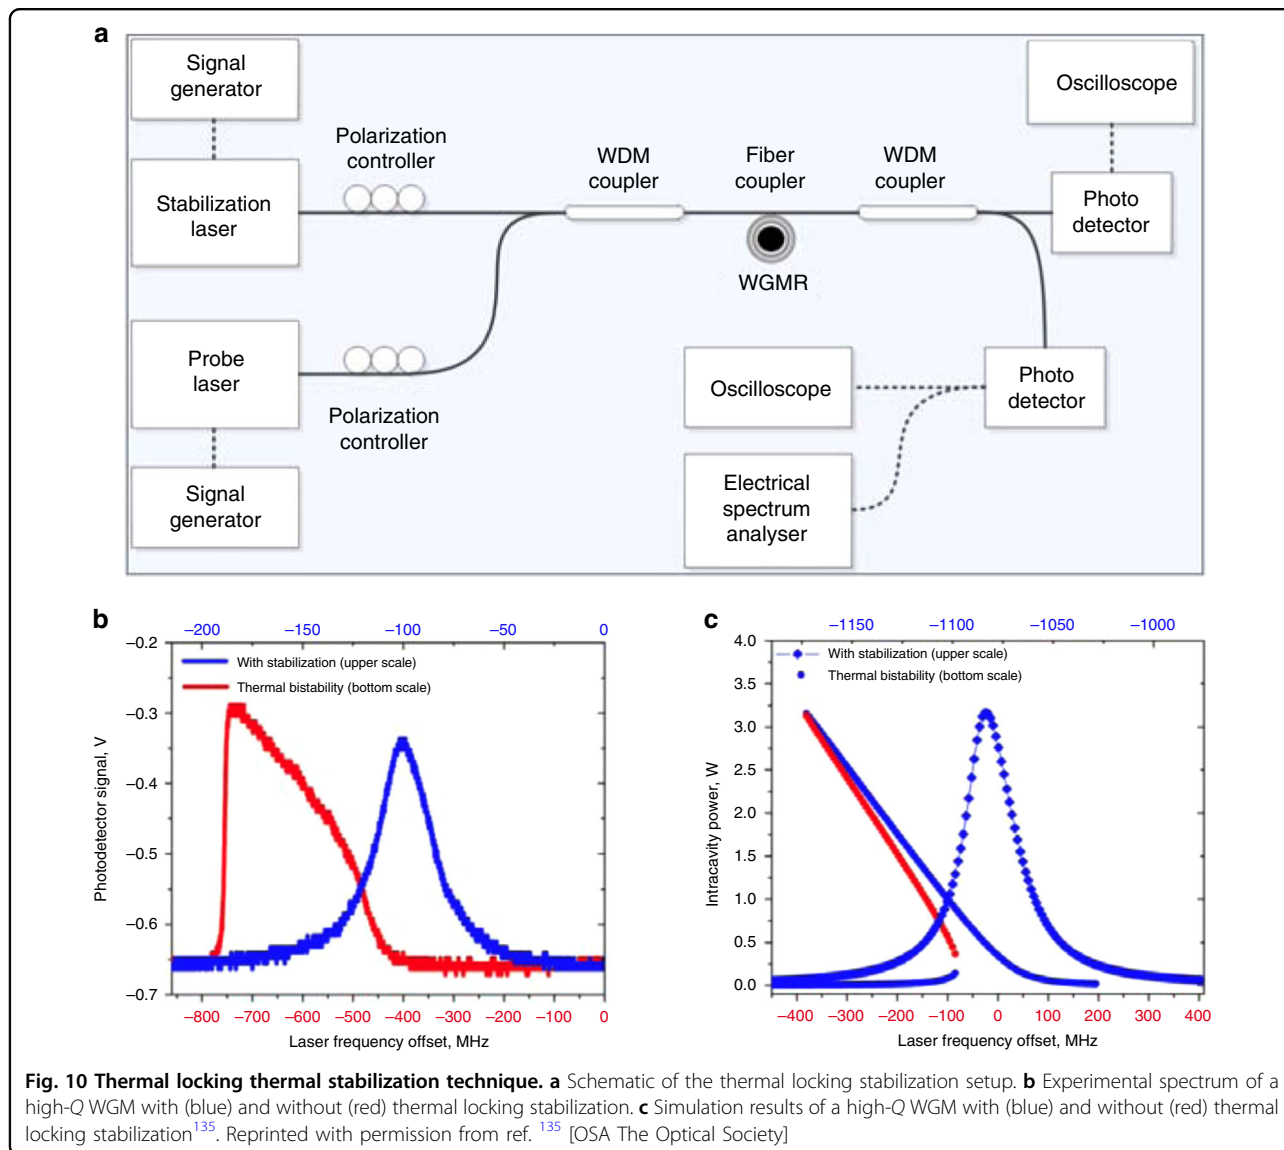 a
Signal
generator
Oscilloscope
Polarization
controller
WDM
coupler
Fiber
coupler
WDM
coupler
Stabilization
laser
Photo
detector
WGMR
Probe
laser
Polarization
controller
Oscilloscope
Photo
detector
Signal
generator
Electrical
spectrum
analyser
b
−200 −150 −100 −50 0
−0.2
−0.3
−0.4
−0.5
−0.6
−0.7
Photodetector signal, V
With stabilization (upper scale)
Thermal bistability (bottom scale)
−800 −700 −600 −500 −400 −300 −200 −100 0
Laser frequency offset, MHz
c
−1150 −1100 −1050 −1000
4.0
3.5
3.0
2.5
2.0
1.5
1.0
0.5
0.0
Intracavity power, W
With stabilization (upper scale)
Thermal bistability (bottom scale)
−400 −300 −200 −100 0 100 200 300 400
Laser frequency offset, MHz
Fig. 10 Thermal locking thermal stabilization technique. a Schematic of the thermal locking stabilization setup. b Experimental spectrum of a
high-Q WGM with (blue) and without (red) thermal locking stabilization. c Simulation results of a high-Q WGM with (blue) and without (red) thermal
locking stabilization135. Reprinted with permission from ref. 135 [OSA The Optical Society]